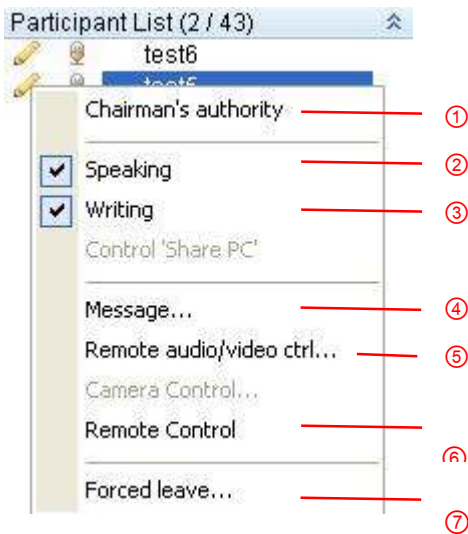 Participant List (2 / 43)
test6
test5
Chairman's authority ①
Speaking ②
Writing ③
Control 'Share PC'
Message... ④
Remote audio/video ctrl... ⑤
Camera Control...
Remote Control ⑥
Forced leave... ⑦